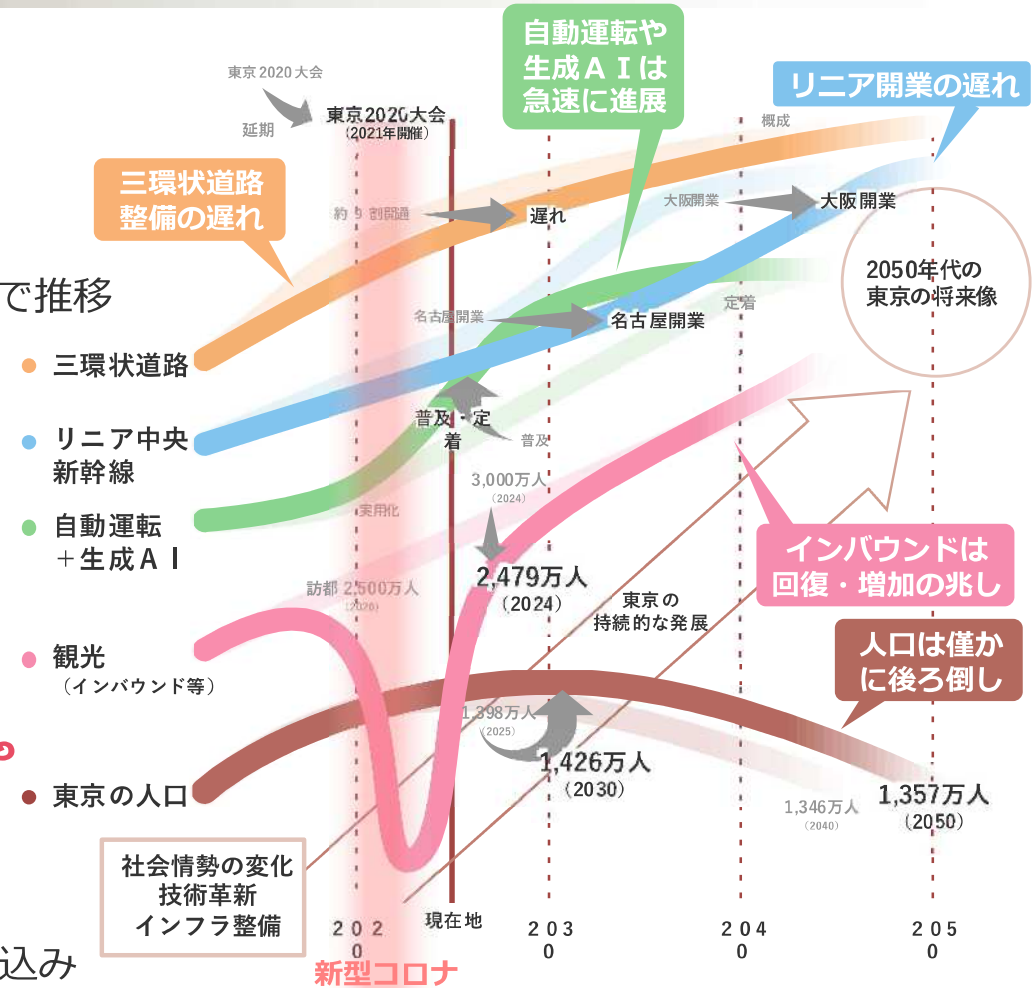 自動運転や
生成AIは
急速に進展
リニア開業の遅れ
東京2020大会
延期
東京2020大会
(2021年開催)
概成
三環状道路
整備の遅れ
約9割開通
遅れ
大阪開業
大阪開業
で推移
2050年代の
東京の将来像
名古屋開業
名古屋開業
定着
三環状道路
リニア中央
新幹線
普及・定
着
普及
3,000万人
(2024)
実用化
自動運転
+生成AI
インバウンドは
回復・増加の兆し
訪都 2,500万人
(2020)
2,479万人
(2024)
東京の
持続的な発展
観光
(インバウンド等)
人口は僅か
に後ろ倒し
1,398万人
(2025)
1,426万人
(2030)
東京の人口
1,346万人
(2040)
1,357万人
(2050)
社会情勢の変化
技術革新
インフラ整備
202
0
現在地
203
0
204
0
205
0
込み
新型コロナ